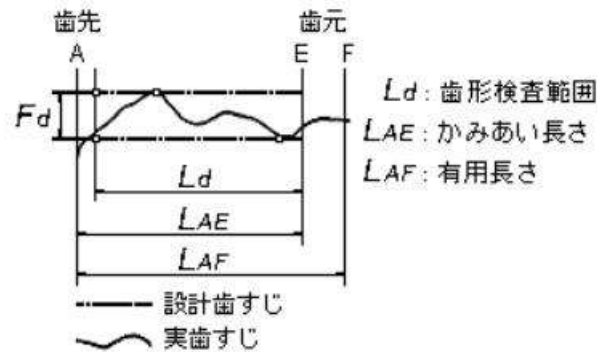 歯先 歯元
A E F
Fd
Ld : 歯形検査範囲
LAE : かみあい長さ
LAF : 有用長さ
Ld
LAE
LAF
設計歯すじ
実歯すじ